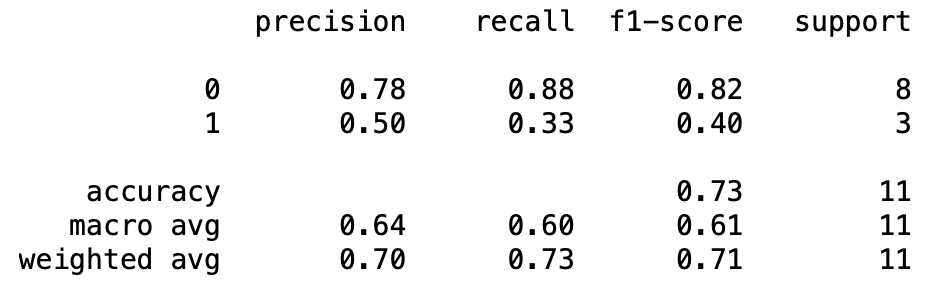 precision recall f1-score support
0 0.78 0.88 0.82 8
1 0.50 0.33 0.40 3
accuracy 0.73 11
macro avg 0.64 0.60 0.61 11
weighted avg 0.70 0.73 0.71 11